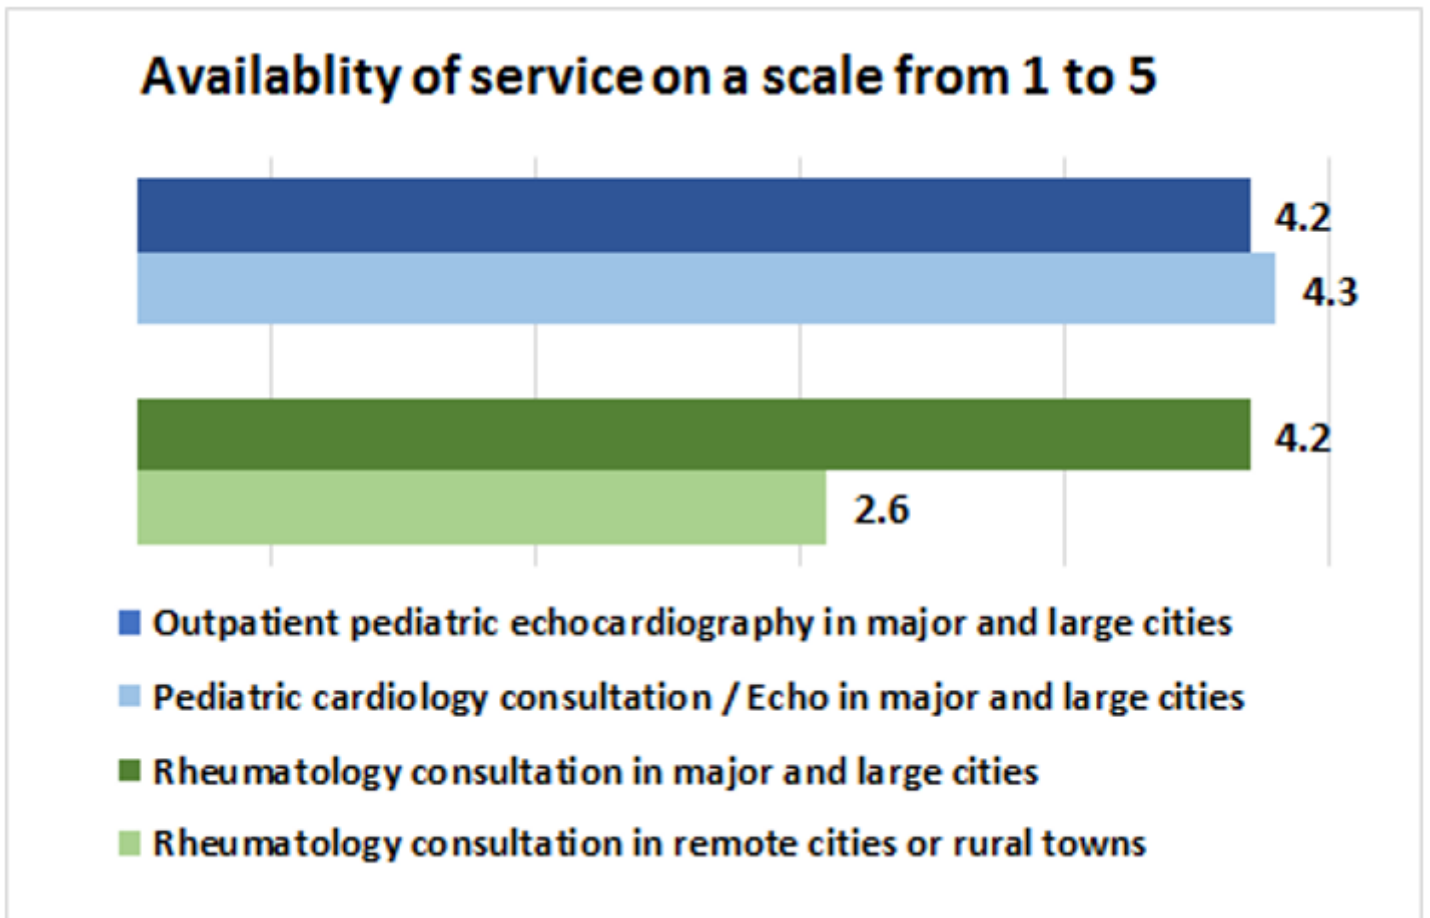 Availablity of service on a scale from 1 to 5
4.2
4.3
4.2
2.6
Outpatient pediatric echocardiography in major and large cities
Pediatric cardiology consultation / Echo in major and large cities
Rheumatology consultation in major and large cities
Rheumatology consultation in remote cities or rural towns